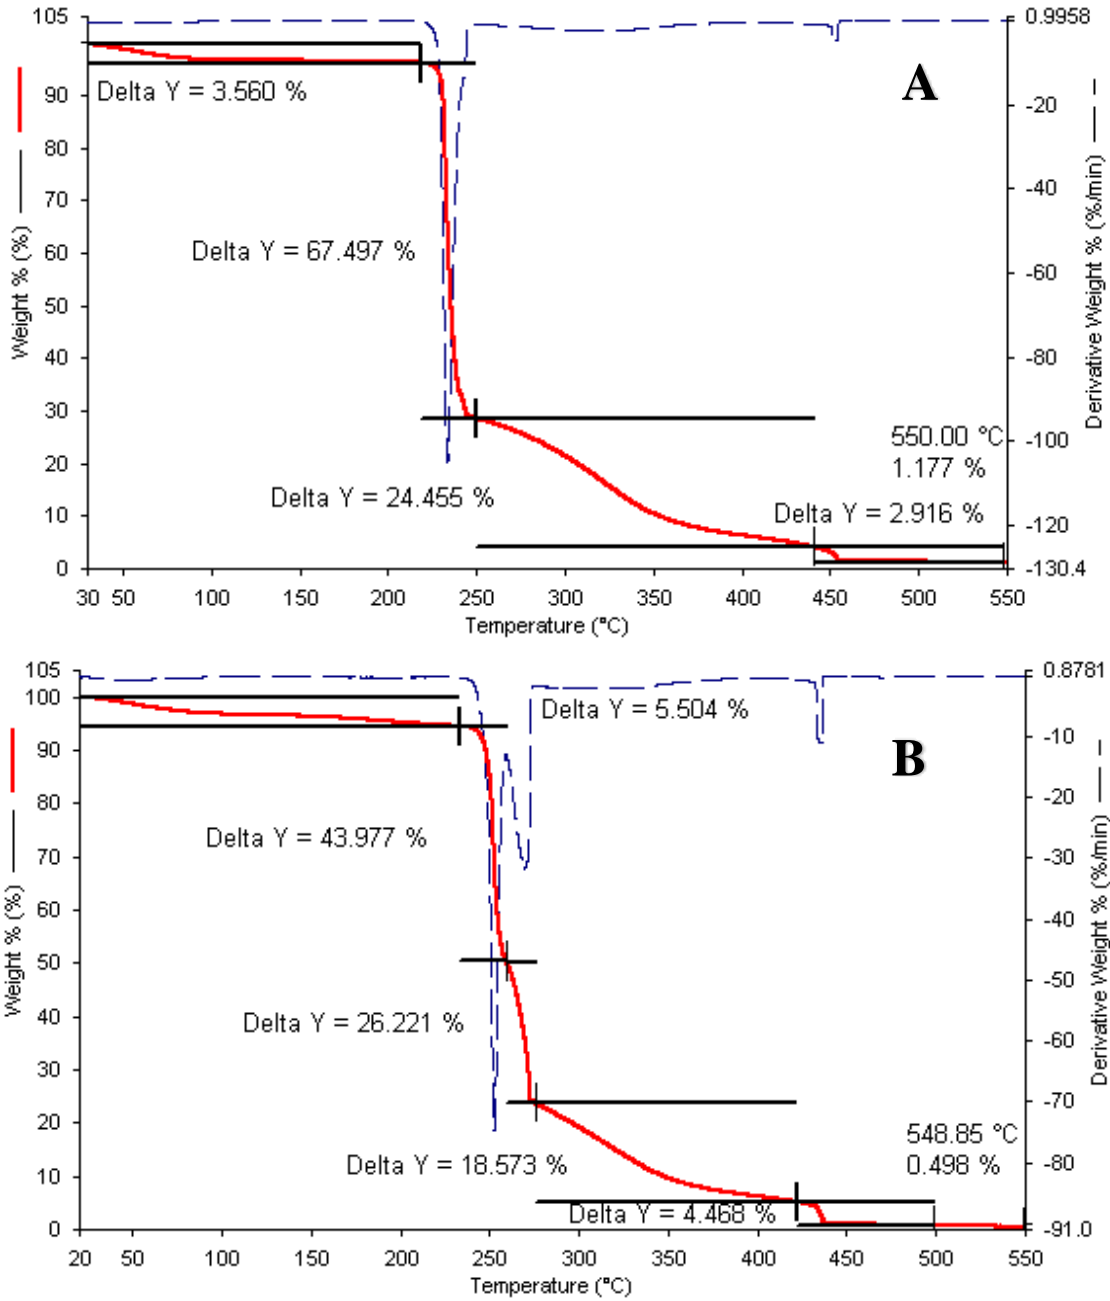 105
90
80
70
60
50
40
30
20
10
0
Weight % (%)
0.9958
-20
-40
-60
-80
-100
-120
-130.4
Derivative Weight % (%/min)
A
Delta Y = 3.560 %
Delta Y = 67.497 %
Delta Y = 24.455 %
550.00 °C
1.177 %
Delta Y = 2.916 %
30 50 100 150 200 250 300 350 400 450 500 550
Temperature (°C)
105
100
90
80
70
60
50
40
30
20
10
0
Weight % (%)
0.8781
-10
-20
-30
-40
-50
-60
-70
-80
-91.0
Derivative Weight % (%/min)
B
Delta Y = 5.504 %
Delta Y = 43.977 %
Delta Y = 26.221 %
548.85 °C
0.498 %
Delta Y = 18.573 %
Delta Y = 4.468 %
20 50 100 150 200 250 300 350 400 450 500 550
Temperature (°C)